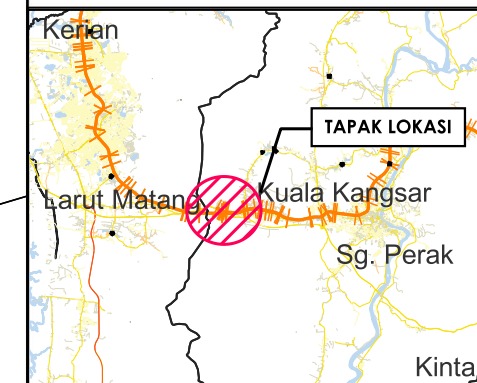 Kerian
TAPAK LOKASI
Larut Matang
Kuala Kangsar
Sg. Perak
Kinta